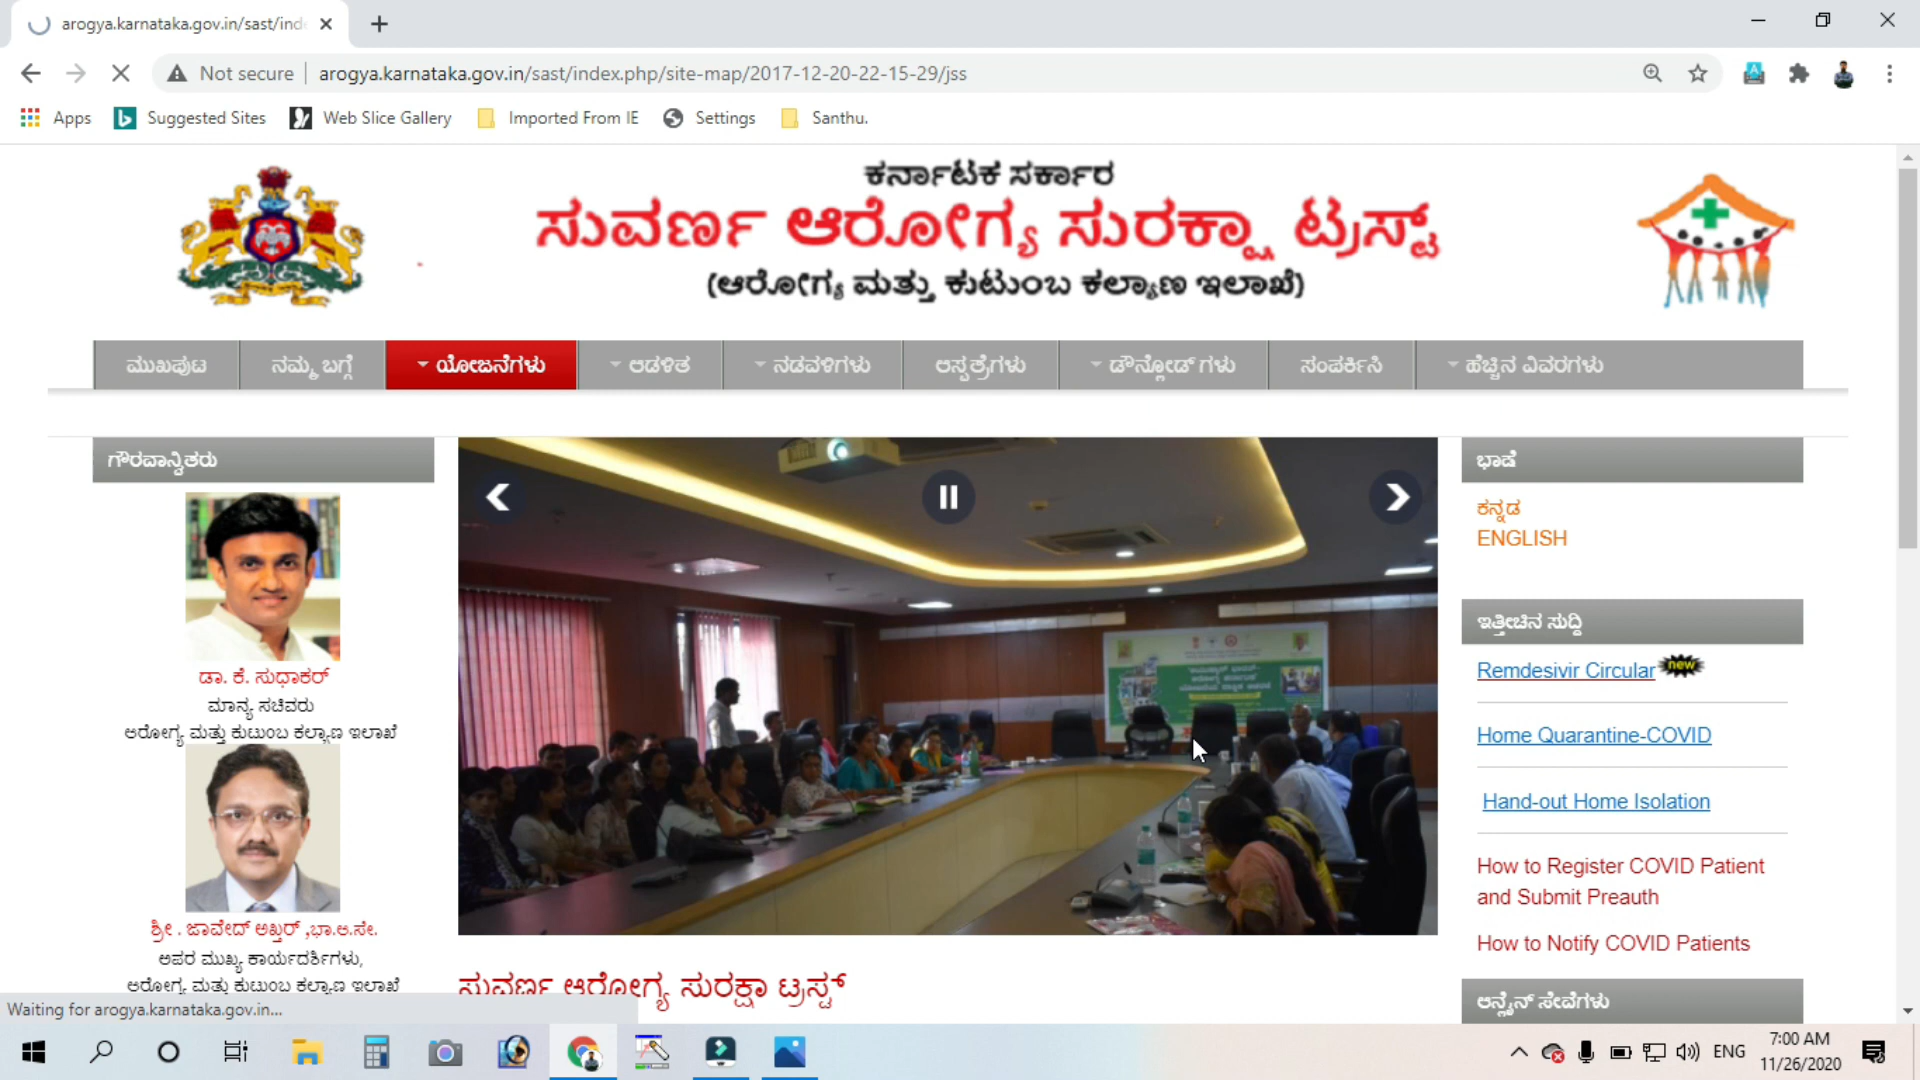 arogya.karnataka.gov.in/sast/ind
Not secure
arogya.karnataka.gov.in/sast/index.php/site-map/2017-12-20-22-15-29/jss
Apps
Suggested Sites
Web Slice Gallery
Imported From IE
Settings
Santhu.
ಕರ್ನಾಟಕ ಸರ್ಕಾರ
ಸುವರ್ಣ ಆರೋಗ್ಯ ಸುರಕ್ಷಾ ಟ್ರಸ್ಟ್
(ಆರೋಗ್ಯ ಮತ್ತು ಕುಟುಂಬ ಕಲ್ಯಾಣ ಇಲಾಖೆ)
ಮುಖಪುಟ
ನಮ್ಮ ಬಗ್ಗೆ
ಯೋಜನೆಗಳು
ಆಡಳಿತ
ನಡವಳಿಗಳು
ಆಸ್ಪತ್ರೆಗಳು
ಡೌನ್ಲೋಡ್ ಗಳು
ಸಂಪರ್ಕಿಸಿ
ಹೆಚ್ಚಿನ ವಿವರಗಳು
ಗೌರವಾನ್ವಿತರು
ಡಾ. ಕೆ. ಸುಧಾಕರ್
ಮಾನ್ಯ ಸಚಿವರು
ಆರೋಗ್ಯ ಮತ್ತು ಕುಟುಂಬ ಕಲ್ಯಾಣ ಇಲಾಖೆ
ಶ್ರೀ . ಜಾವೇದ್ ಅಖ್ತರ್ ,ಭಾ.ಆ.ಸೇ.
ಅಪರ ಮುಖ್ಯ ಕಾರ್ಯದರ್ಶಿಗಳು,
ಆರೋಗ್ಯ ಮತ್ತು ಕುಟುಂಬ ಕಲ್ಯಾಣ ಇಲಾಖೆ
ಸುವರ್ಣ ಆರೋಗ್ಯ ಸುರಕ್ಷಾ ಟ್ರಸ್ಟ್
ಭಾಷೆ
ಕನ್ನಡ
ENGLISH
ಇತ್ತೀಚಿನ ಸುದ್ದಿ
Remdesivir Circular new
Home Quarantine-COVID
Hand-out Home Isolation
How to Register COVID Patient
and Submit Preauth
How to Notify COVID Patients
ಆನ್ಲೈನ್ ಸೇವೆಗಳು
Waiting for arogya.karnataka.gov.in...
ENG
7:00 AM
11/26/2020